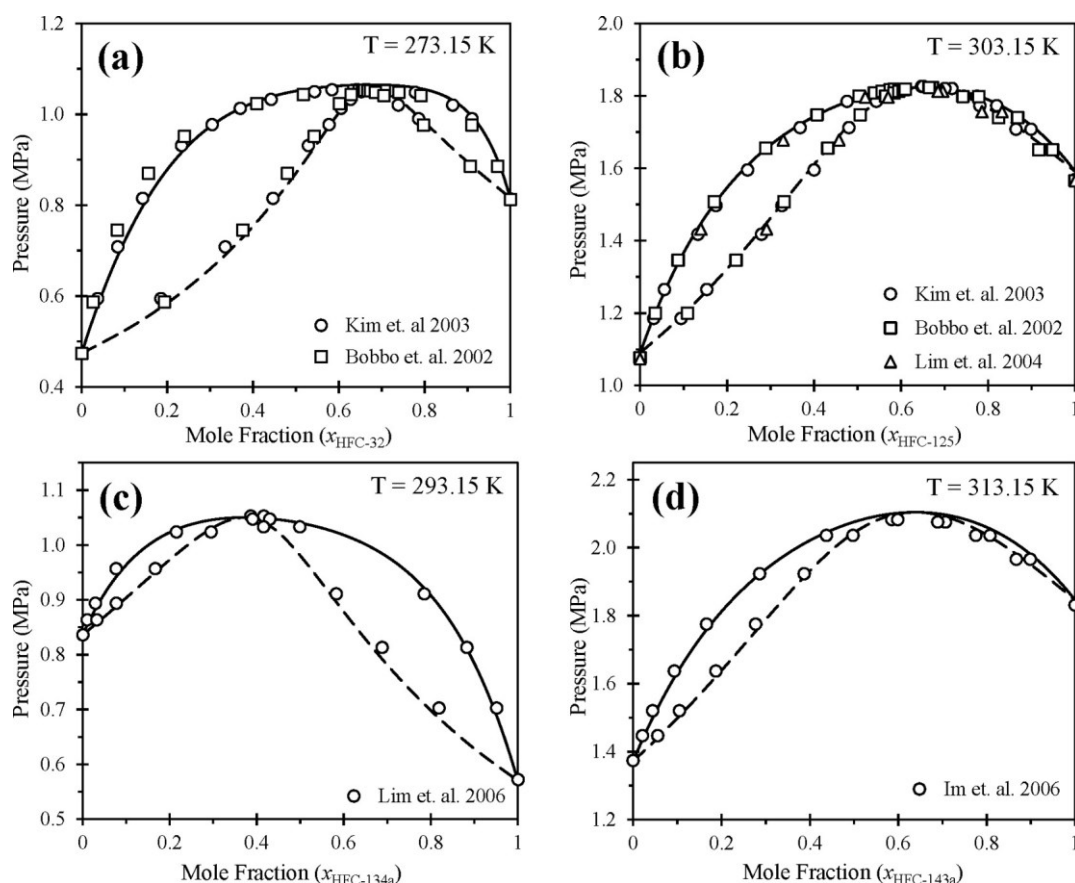 (a)
T = 273.15 K
1.2
1.0
0.8
0.6
0.4
Pressure (MPa)
Kim et. al 2003
Bobbo et. al. 2002
0 0.2 0.4 0.6 0.8 1
Mole Fraction (xHFC-32)
(b)
T = 303.15 K
2.0
1.8
1.6
1.4
1.2
1.0
Pressure (MPa)
Kim et. al. 2003
Bobbo et. al. 2002
Lim et. al. 2004
0 0.2 0.4 0.6 0.8 1
Mole Fraction (xHFC-125)
(c)
T = 293.15 K
1.1
1.0
0.9
0.8
0.7
0.6
0.5
Pressure (MPa)
Lim et. al. 2006
0 0.2 0.4 0.6 0.8 1
Mole Fraction (xHFC-134a)
(d)
T = 313.15 K
2.2
2.0
1.8
1.6
1.4
1.2
Pressure (MPa)
Im et. al. 2006
0 0.2 0.4 0.6 0.8 1
Mole Fraction (xHFC-143a)